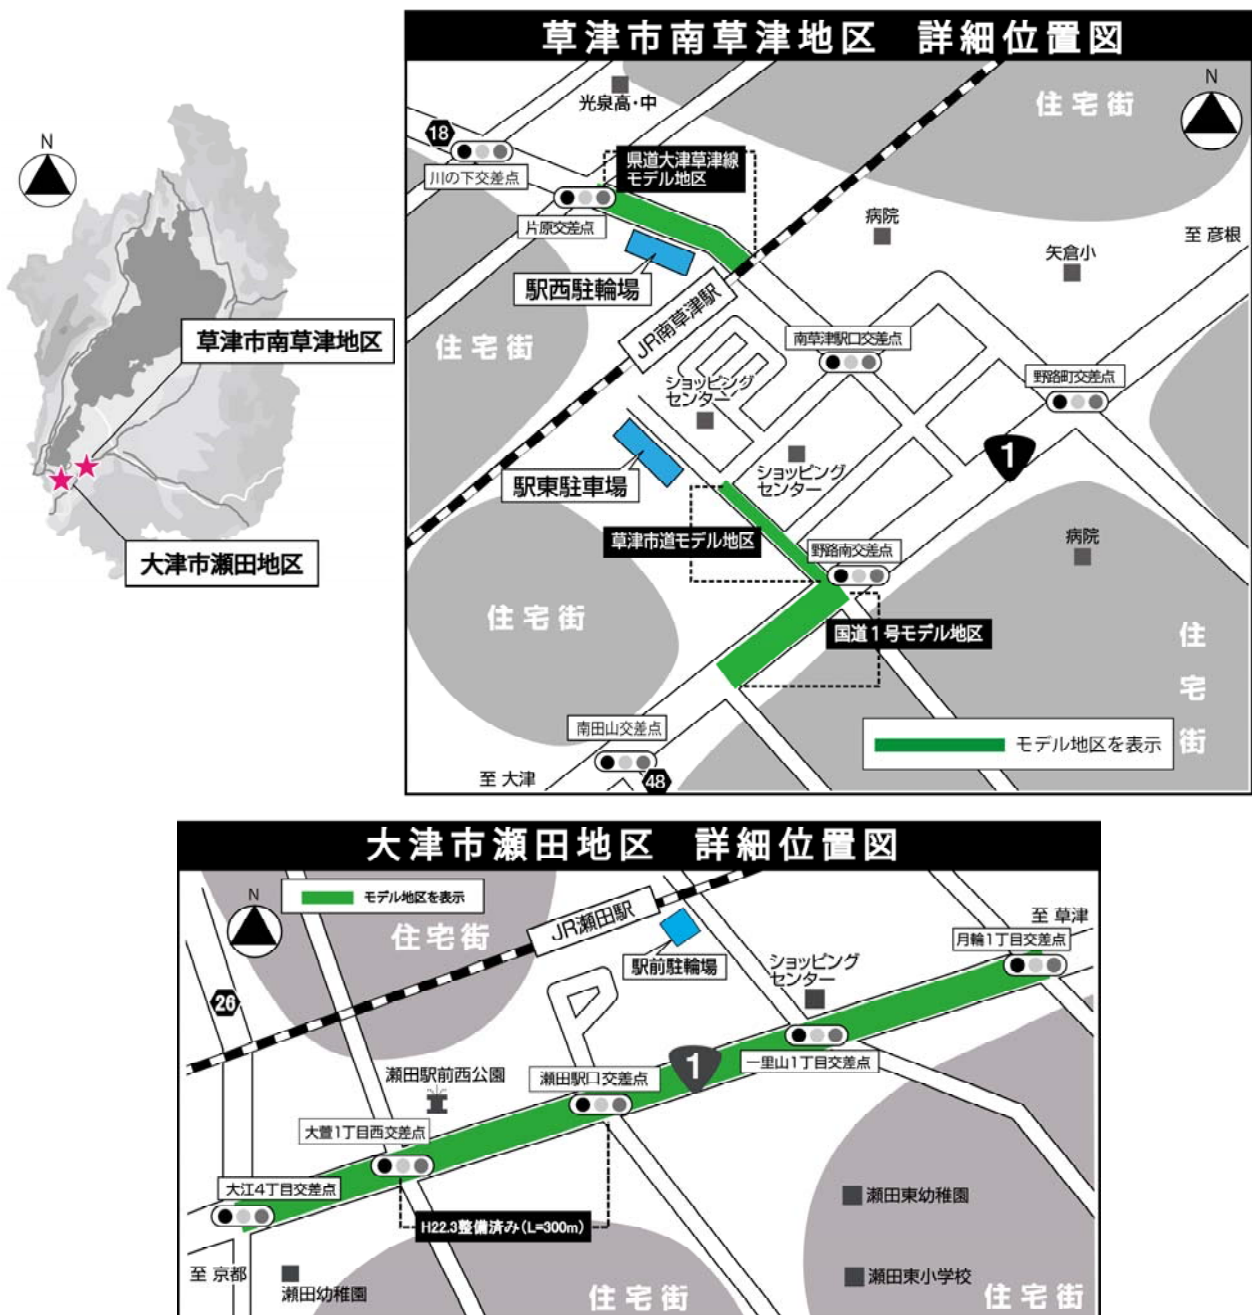 N
草津市南草津地区
大津市瀬田地区
草津市南草津地区 詳細位置図
光泉高・中
住宅街
N
18
川の下交差点
県道大津草津線
モデル地区
片原交差点
病院
至 彦根
矢倉小
駅西駐輪場
JR南草津駅
住宅街
南草津駅口交差点
ショッピング
センター
野路町交差点
1
駅東駐車場
ショッピング
センター
草津市道モデル地区
野路南交差点
病院
住宅街
国道1号モデル地区
住宅街
南田山交差点
モデル地区を表示
至 大津
48
大津市瀬田地区 詳細位置図
モデル地区を表示
N
住宅街
JR瀬田駅
至 草津
月輪1丁目交差点
駅前駐輪場
ショッピング
センター
26
1
一里山1丁目交差点
瀬田駅前西公園
瀬田駅口交差点
大萱1丁目西交差点
大江4丁目交差点
H22.3整備済み(L=300m)
瀬田東幼稚園
至 京都
瀬田幼稚園
瀬田東小学校
住宅街
住宅街